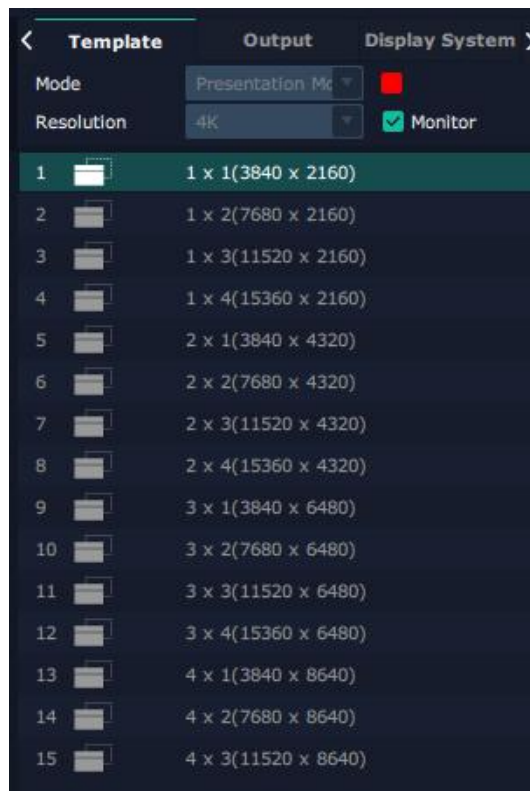 Template Output Display System
Mode Presentation Mo
Resolution 4K Monitor
1 1 x 1(3840 x 2160)
2 1 x 2(7680 x 2160)
3 1 x 3(11520 x 2160)
4 1 x 4(15360 x 2160)
5 2 x 1(3840 x 4320)
6 2 x 2(7680 x 4320)
7 2 x 3(11520 x 4320)
8 2 x 4(15360 x 4320)
9 3 x 1(3840 x 6480)
10 3 x 2(7680 x 6480)
11 3 x 3(11520 x 6480)
12 3 x 4(15360 x 6480)
13 4 x 1(3840 x 8640)
14 4 x 2(7680 x 8640)
15 4 x 3(11520 x 8640)